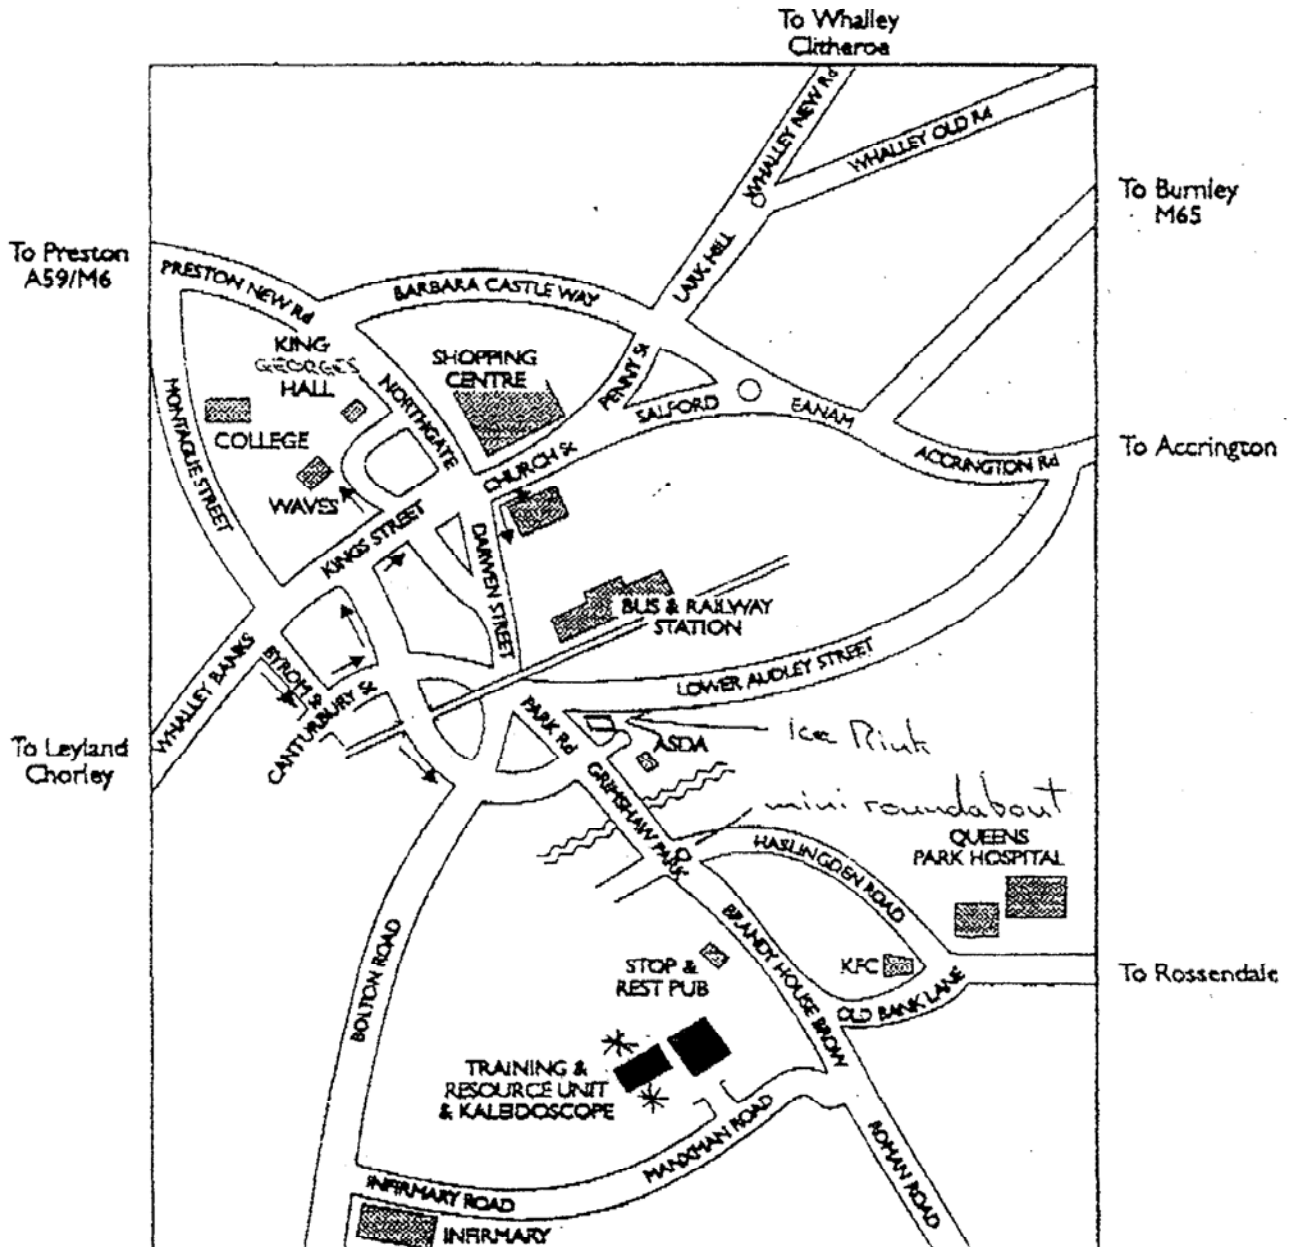 To Whalley
Clitheroe
WHALLEY NEW Rd
WHALLEY OLD Rd
To Burnley
M65
To Preston
A59/M6
PRESTON NEW Rd
BARBARA CASTLE WAY
LARK HILL
KING
GEORGES
HALL
SHOPPING
CENTRE
PENNY St
SALFORD
EANAM
MONTAGUE STREET
NORTHGATE
COLLEGE
ACCRINGTON Rd
To Accrington
CHURCH St
WAVES
KINGS STREET
DARWEN STREET
BUS & RAILWAY
STATION
WHALLEY BANKS
BYROM St
CANTURBURY St
LOWER AUDLEY STREET
To Leyland
Chorley
PARK Rd
ASDA
Ice Rink
GRIMSHAW PARK
mini roundabout
HASLINGDEN ROAD
QUEENS
PARK HOSPITAL
BOLTON ROAD
BRANDY HOUSE BROW
STOP &
REST PUB
KFC
OLD BANK LANE
To Rossendale
TRAINING &
RESOURCE UNIT
& KALEIDOSCOPE
MANXMAN ROAD
ROMAN ROAD
INFIRMARY ROAD
INFIRMARY